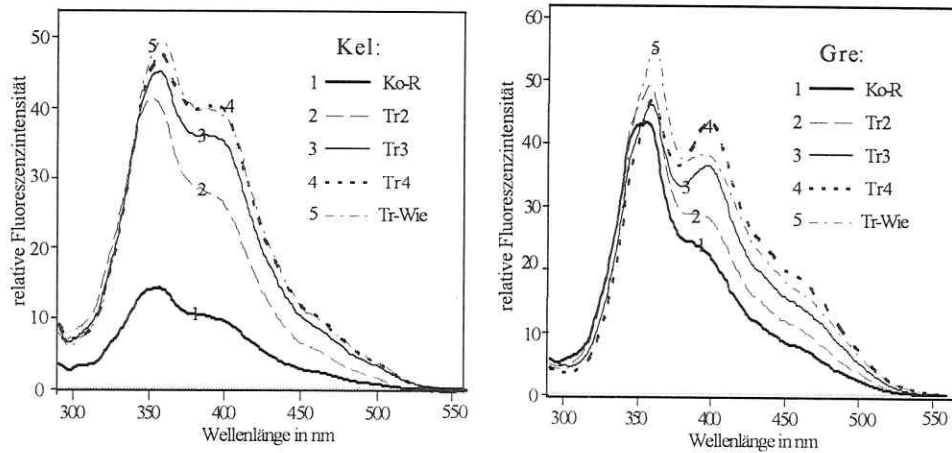 relative Fluoreszenzintensität
50
40
30
20
10
0
300
350
400
450
500
550
Wellenlänge in nm
Kel:
1 Ko-R
2 Tr2
3 Tr3
4 Tr4
5 Tr-Wie
5
4
3
2
1
relative Fluoreszenzintensität
60
50
40
30
20
10
0
300
350
400
450
500
550
Wellenlänge in nm
Gre:
1 Ko-R
2 Tr2
3 Tr3
4 Tr4
5 Tr-Wie
5
4
3
2
1